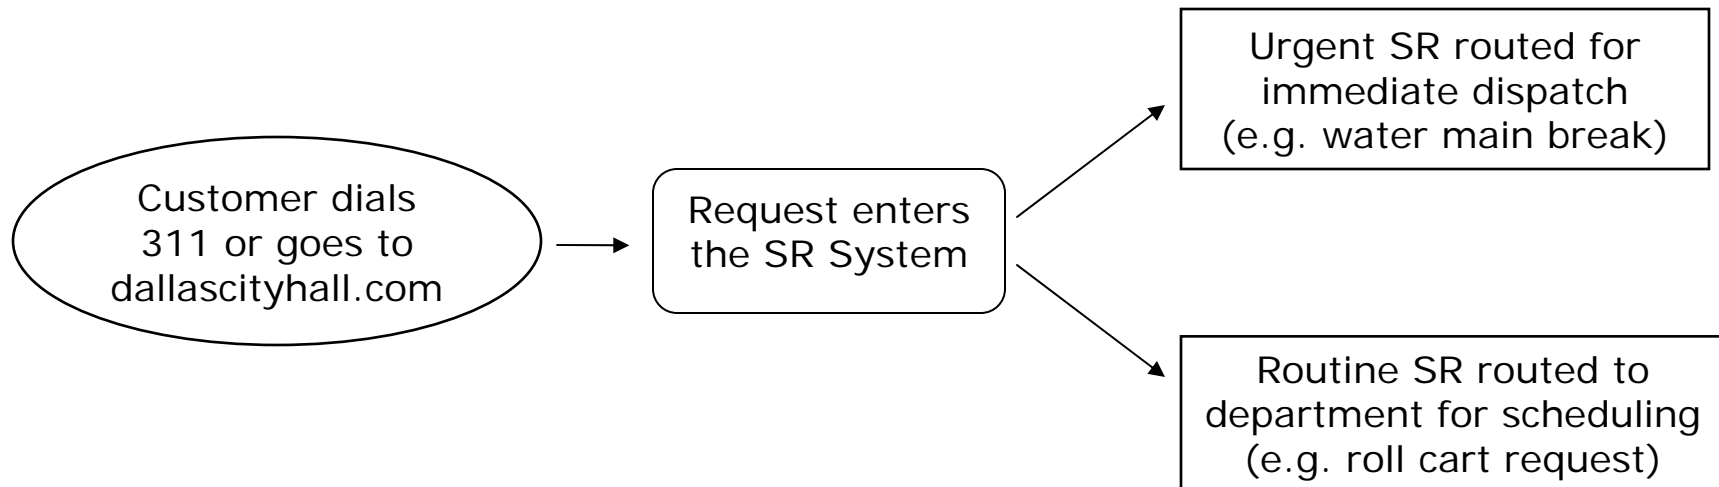 Customer dials
311 or goes to
dallascityhall.com
Request enters
the SR System
Urgent SR routed for
immediate dispatch
(e.g. water main break)
Routine SR routed to
department for scheduling
(e.g. roll cart request)